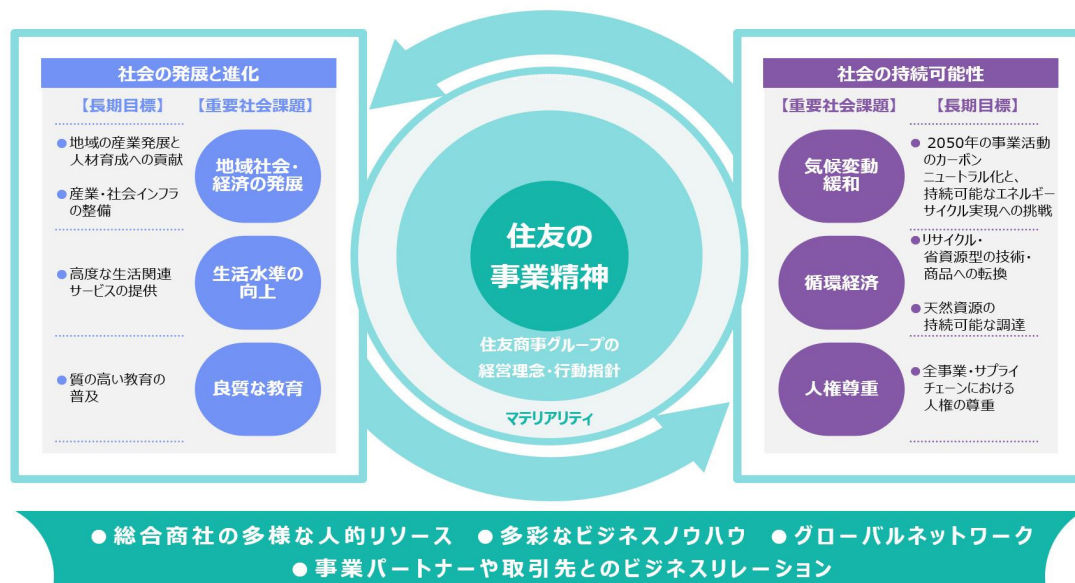 社会の発展と進化
【長期目標】
【重要社会課題】
●地域の産業発展と
人材育成への貢献
●産業・社会インフラ
の整備
地域社会・
経済の発展
●高度な生活関連
サービスの提供
生活水準の
向上
●質の高い教育の
普及
良質な教育
住友の
事業精神
住友商事グループの
経営理念・行動指針
マテリアリティ
社会の持続可能性
【重要社会課題】
【長期目標】
気候変動
緩和
● 2050年の事業活動
のカーボン
ニュートラル化と、
持続可能なエネルギー
サイクル実現への挑戦
循環経済
●リサイクル・
省資源型の技術・
商品への転換
●天然資源の
持続可能な調達
人権尊重
●全事業・サプライ
チェーンにおける
人権の尊重
●総合商社の多様な人的リソース ●多彩なビジネスノウハウ ●グローバルネットワーク
●事業パートナーや取引先とのビジネスリレーション